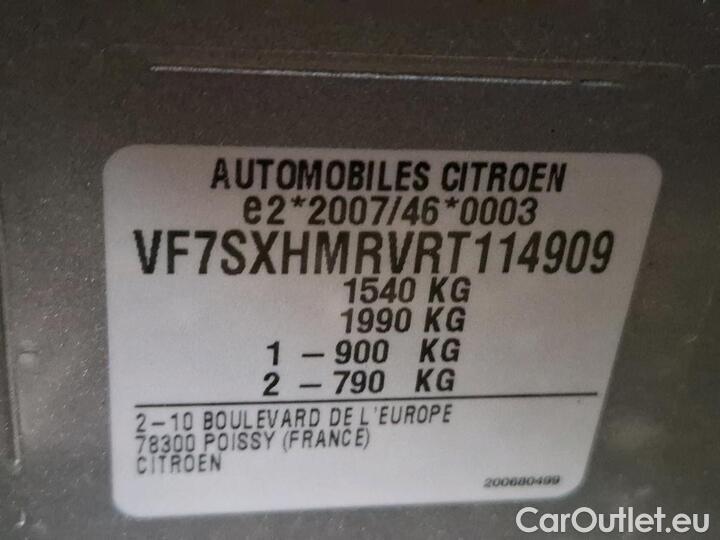 AUTOMOBILES CITROEN
e2*2007/46*0003
VF7SXHMRVRT114909
1540 KG
1990 KG
1 - 900 KG
2 - 790 KG
2-10 BOULEVARD DE L'EUROPE
78300 POISSY (FRANCE)
CITROEN
200680499
CarOutlet.eu